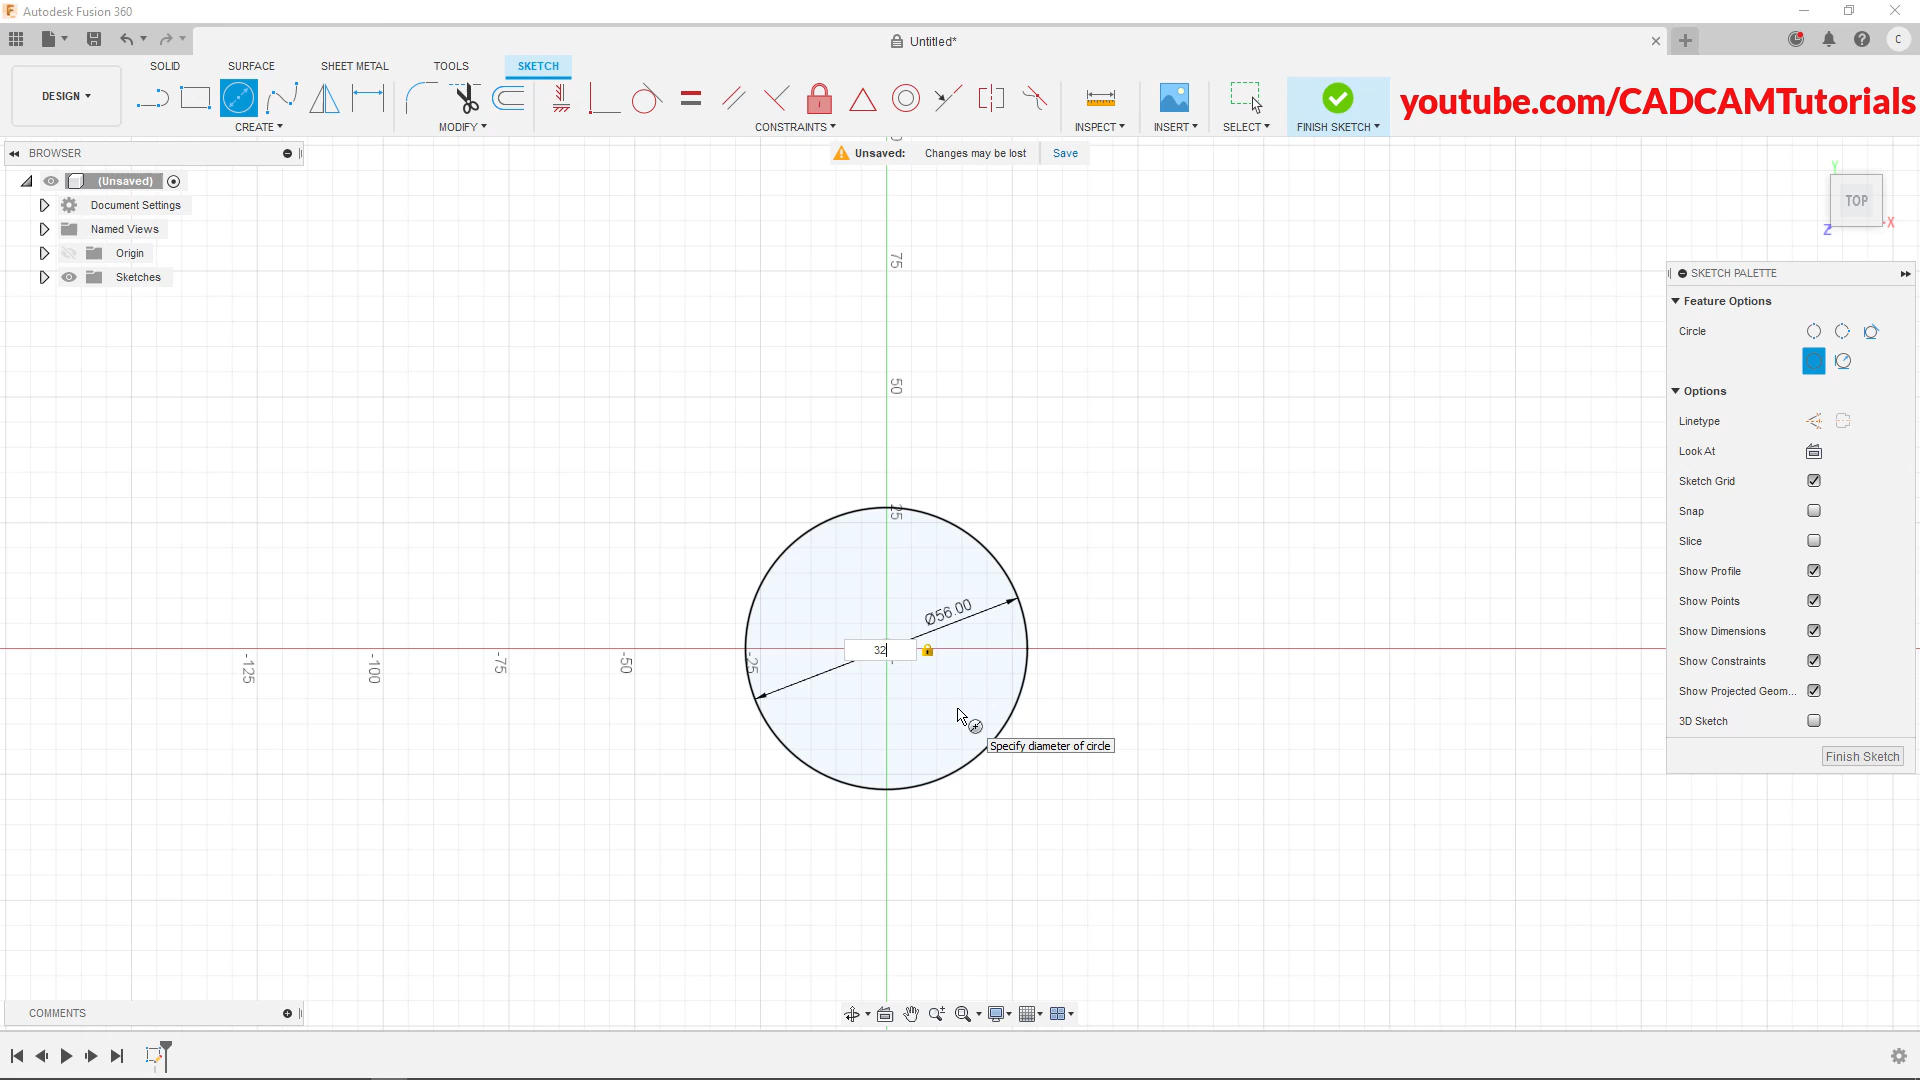 Autodesk Fusion 360
Untitled*
C
DESIGN
SOLID
SURFACE
SHEET METAL
TOOLS
SKETCH
CREATE
MODIFY
CONSTRAINTS
INSPECT
INSERT
SELECT
FINISH SKETCH
youtube.com/CADCAMTutorials
BROWSER
Unsaved: Changes may be lost Save
(Unsaved)
Document Settings
Named Views
Origin
Sketches
Y
TOP
X
Z
75
50
25
-125
-100
-75
-50
-25
Ø56.00
32
Specify diameter of circle
SKETCH PALETTE
Feature Options
Circle
Options
Linetype
Look At
Sketch Grid
Snap
Slice
Show Profile
Show Points
Show Dimensions
Show Constraints
Show Projected Geom...
3D Sketch
Finish Sketch
COMMENTS